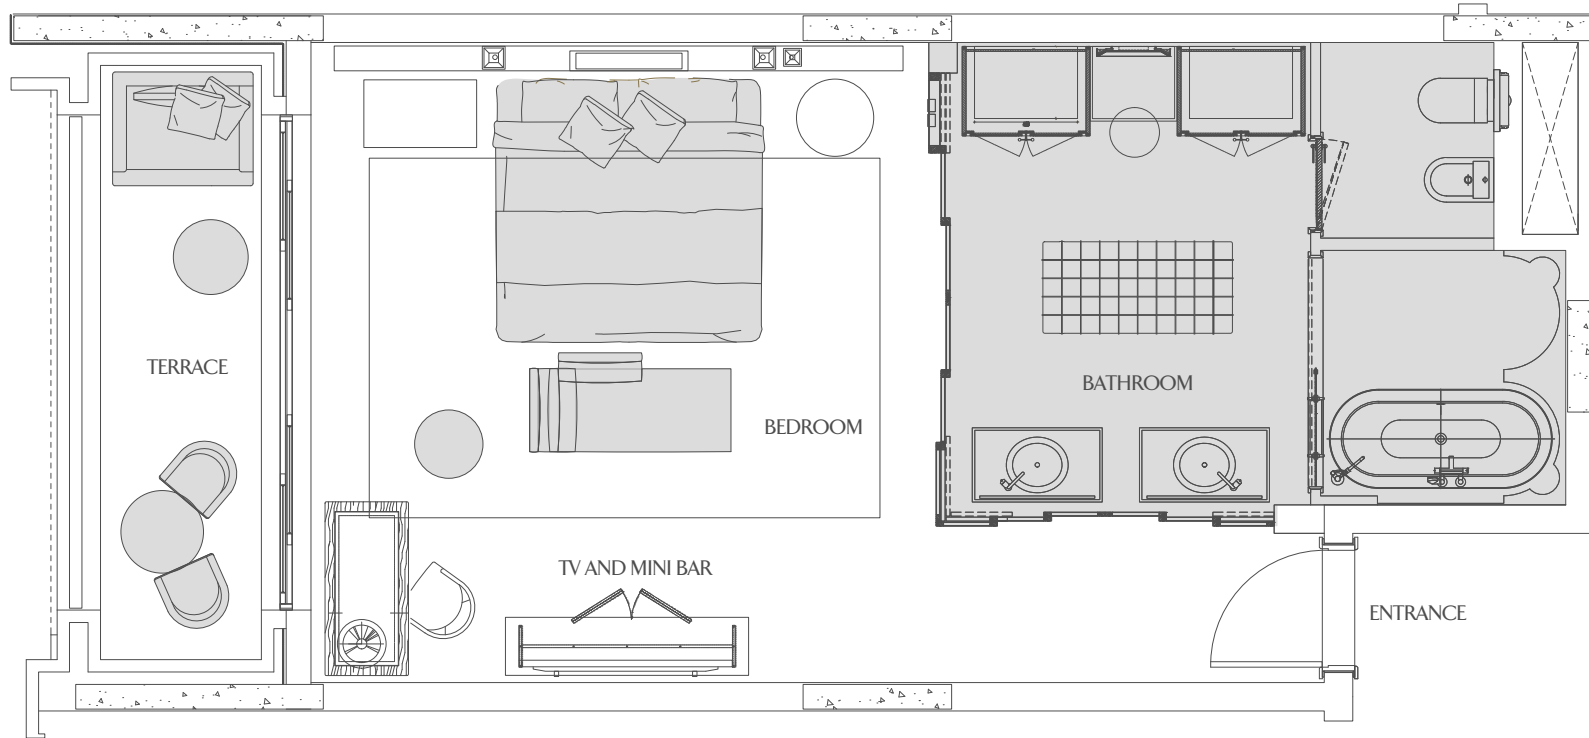 TERRACE
BATHROOM
BEDROOM
TV AND MINI BAR
ENTRANCE